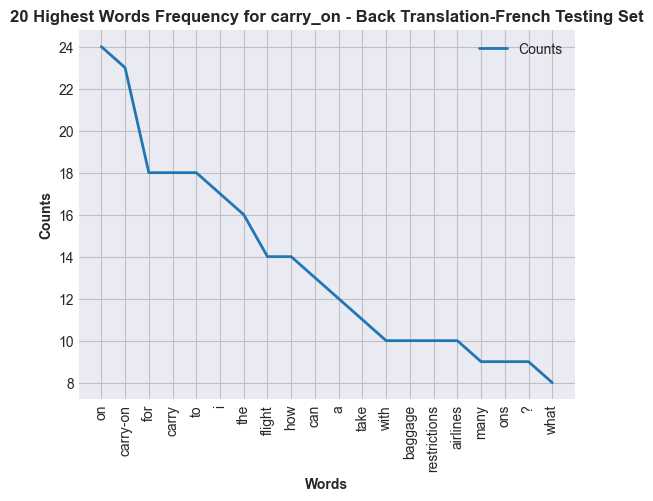 20 Highest Words Frequency for carry_on - Back Translation-French Testing Set
Counts
24
22
20
18
16
14
12
10
8
Counts
on
carry-on
for
carry
to
i
the
flight
how
can
a
take
with
baggage
restrictions
airlines
many
ons
?
what
Words